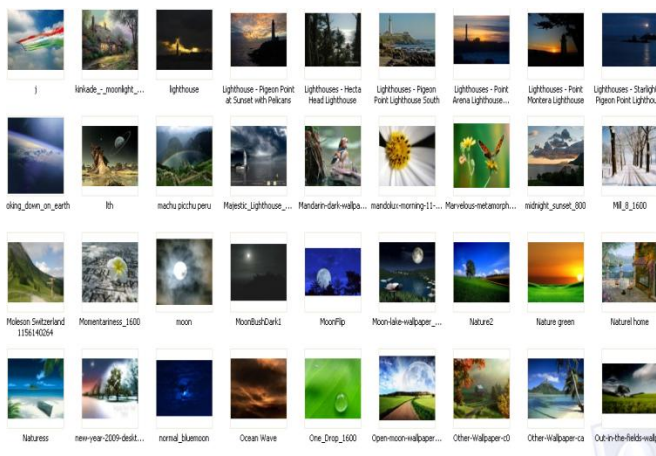 j
kinkade_-_moonlight_...
lighthouse
Lighthouse - Pigeon Point
at Sunset with Pelicans
Lighthouses - Hecta
Head Lighthouse
Lighthouses - Pigeon
Point Lighthouse South
Lighthouses - Point
Arena Lighthouse...
Lighthouses - Point
Montera Lighthouse
Lighthouses - Starligh
Pigeon Point Lighthou
oking_down_on_earth
lth
machu picchu peru
Majestic_Lighthouse_...
Mandarin-dark-wallpa...
mandolux-morning-11-...
Marvelous-metamorph...
midnight_sunset_800
Mill_8_1600
Moleson Switzerland
1156140264
Momentariness_1600
moon
MoonBushDark1
MoonFlip
Moon-lake-wallpaper_...
Nature2
Nature green
Naturel home
Naturess
new-year-2009-deskt...
normal_bluemoon
Ocean Wave
One_Drop_1600
Open-moon-wallpaper...
Other-Wallpaper-c0
Other-Wallpaper-ca
Out-in-the-fields-wallp